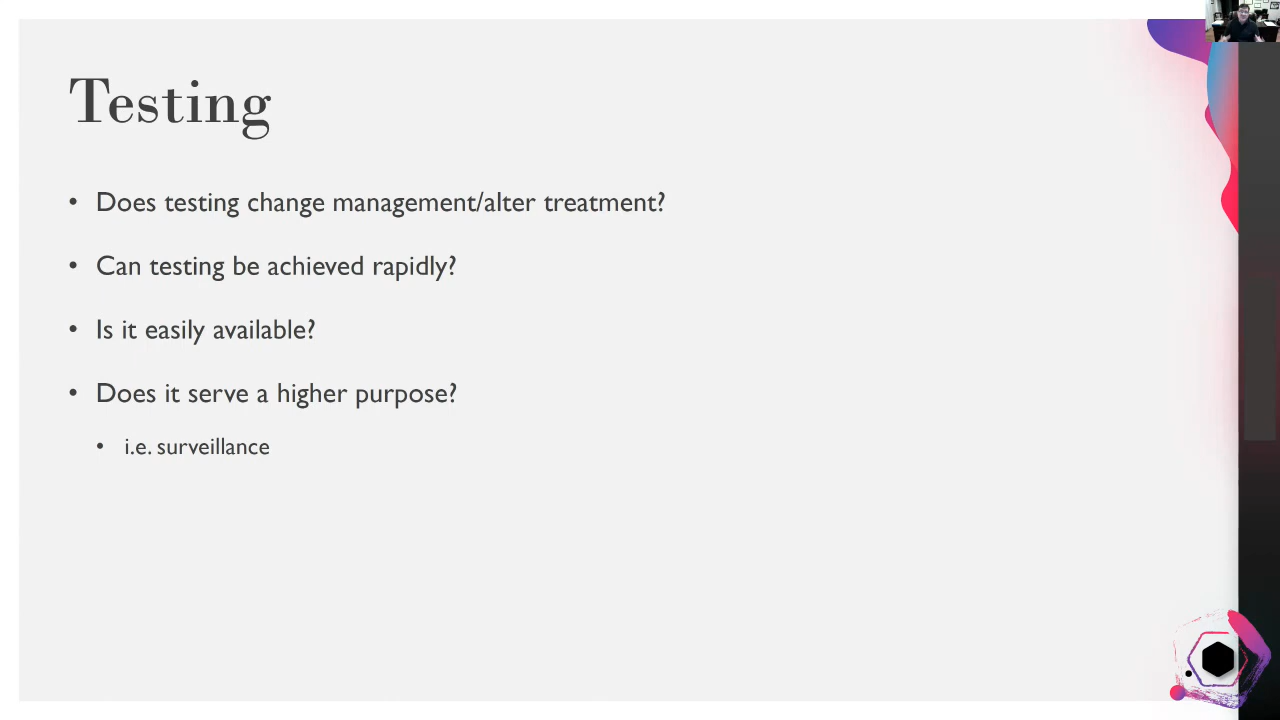 Testing
• Does testing change management/alter treatment?
• Can testing be achieved rapidly?
• Is it easily available?
• Does it serve a higher purpose?
• i.e. surveillance